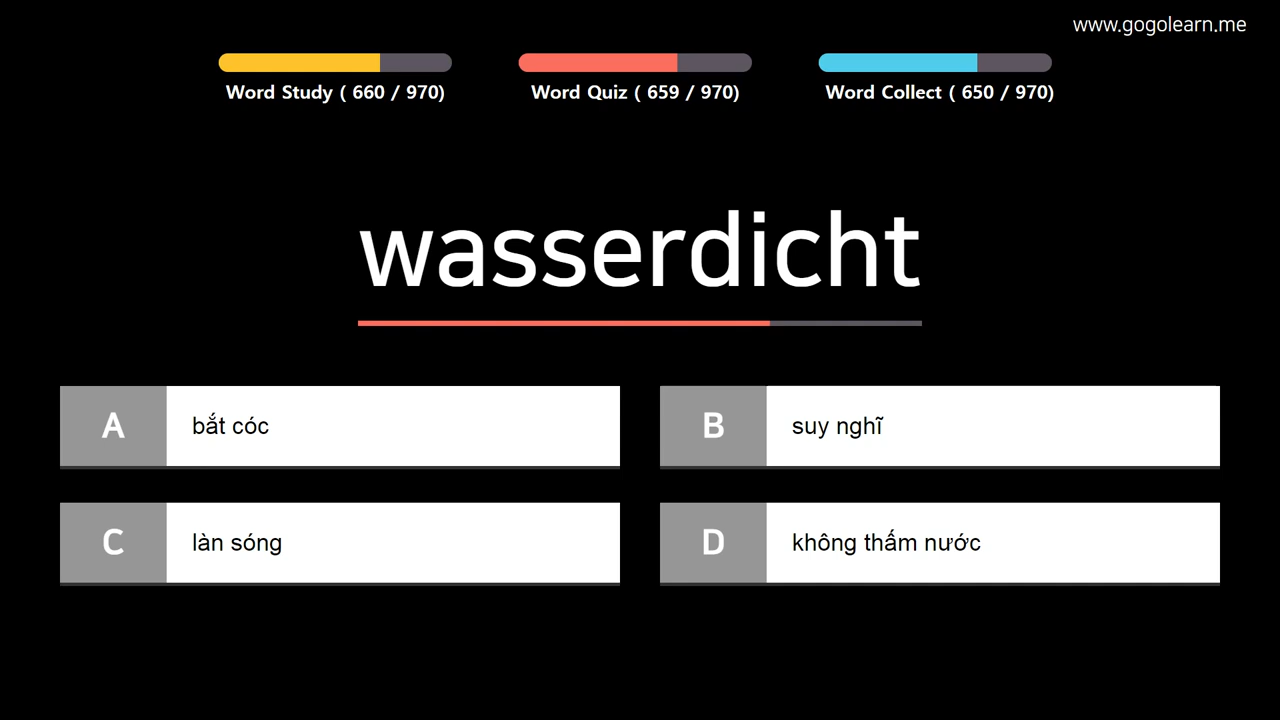 www.gogolearn.me
Word Study ( 660 / 970)
Word Quiz ( 659 / 970)
Word Collect ( 650 / 970)
wasserdicht
A
bắt cóc
B
suy nghĩ
C
làn sóng
D
không thấm nước